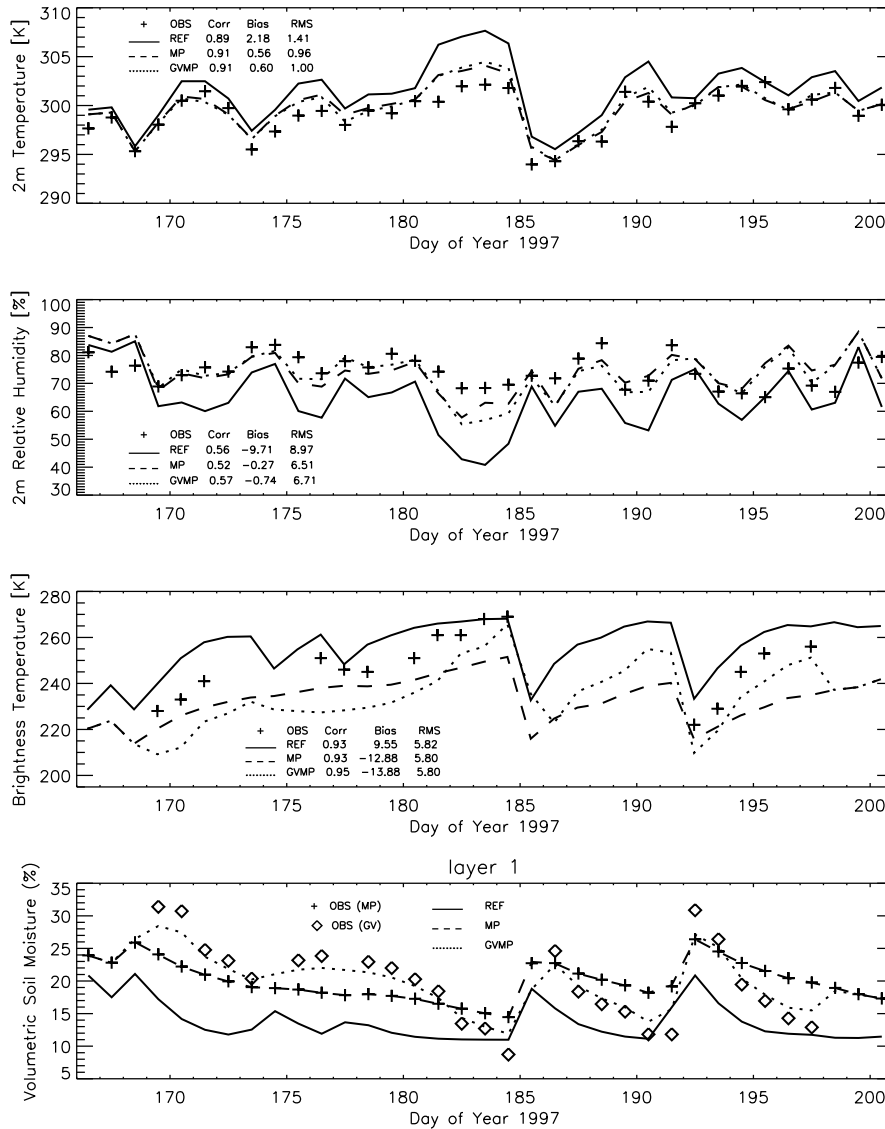 2m Temperature [K]
310
305
300
295
290
+ OBS Corr Bias RMS
REF 0.89 2.18 1.41
MP 0.91 0.56 0.96
GVMP 0.91 0.60 1.00
170 175 180 185 190 195 200
Day of Year 1997
2m Relative Humidity [%]
100
90
80
70
60
50
40
30
+ OBS Corr Bias RMS
REF 0.56 −9.71 8.97
MP 0.52 −0.27 6.51
GVMP 0.57 −0.74 6.71
170 175 180 185 190 195 200
Day of Year 1997
Brightness Temperature [K]
280
260
240
220
200
+ OBS Corr Bias RMS
REF 0.93 9.55 5.82
MP 0.93 −12.88 5.80
GVMP 0.95 −13.88 5.80
170 175 180 185 190 195 200
Day of Year 1997
layer 1
Volumetric Soil Moisture (%)
35
30
25
20
15
10
5
+ OBS (MP) REF
◇ OBS (GV) MP
GVMP
170 175 180 185 190 195 200
Day of Year 1997